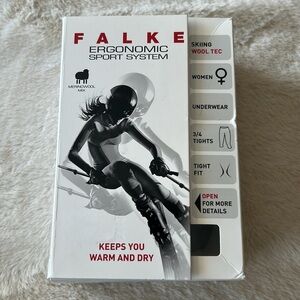 FALKE
ERGONOMIC
SPORT SYSTEM
MERINOWOOL
MIX
KEEPS YOU
WARM AND DRY
SKIING
WOOL TEC
WOMEN
UNDERWEAR
3/4
TIGHTS
TIGHT
FIT
OPEN
FOR MORE
DETAILS